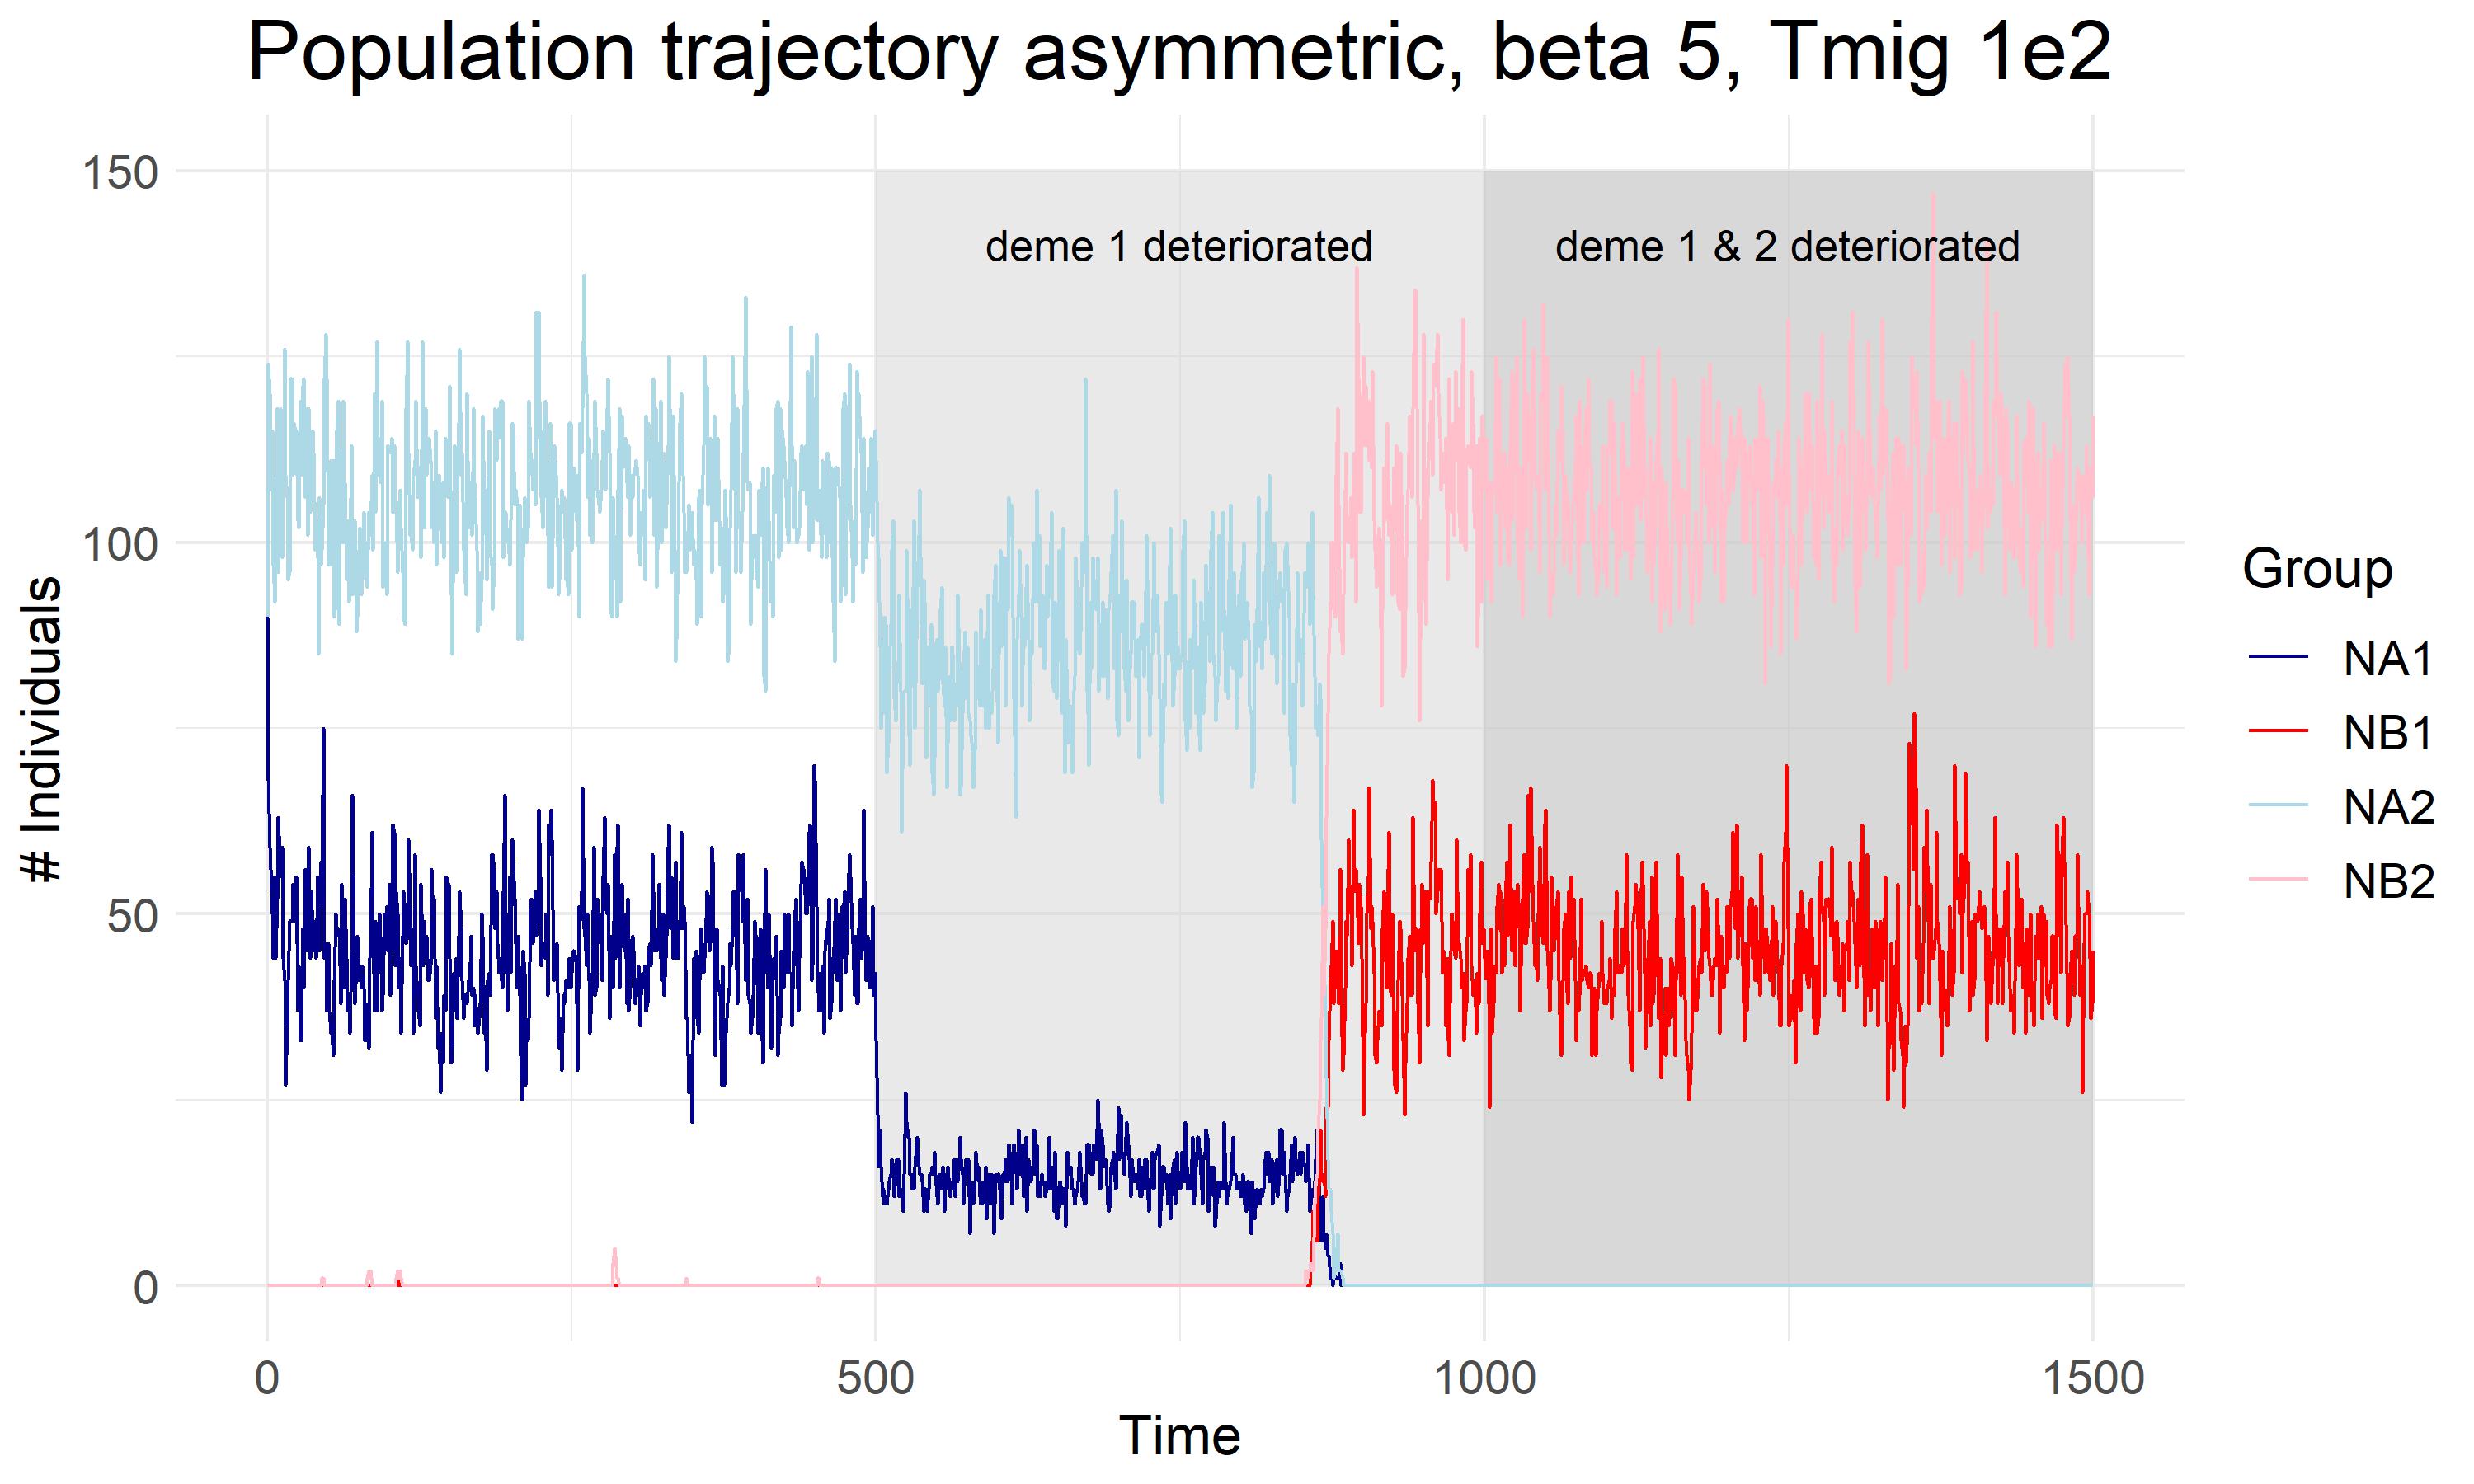 Population trajectory asymmetric, beta 5, Tmig 1e2
150
100
50
0
# Individuals
deme 1 deteriorated
deme 1 & 2 deteriorated
0
500
1000
1500
Time
Group
NA1
NB1
NA2
NB2